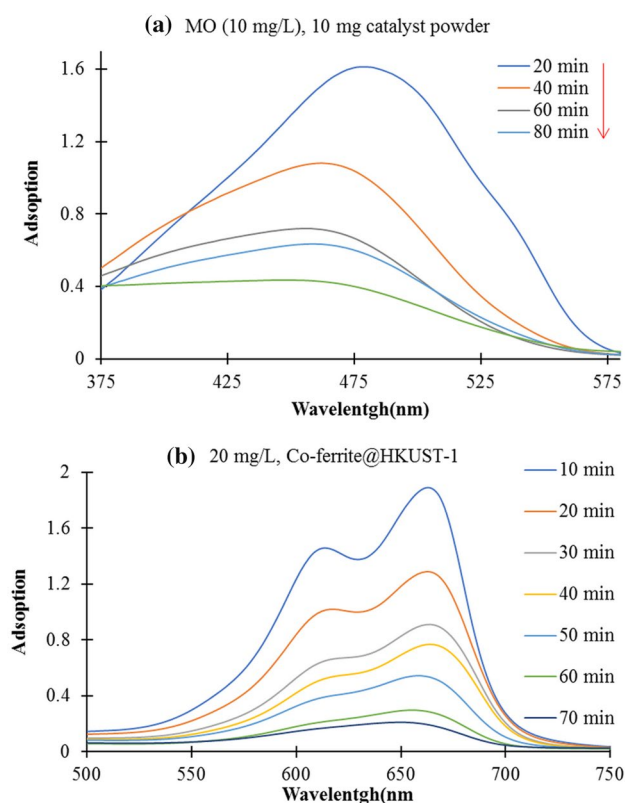 (a) MO (10 mg/L), 10 mg catalyst powder
1.6
1.2
0.8
0.4
0
Adsoption
20 min
40 min
60 min
80 min
375 425 475 525 575
Wavelentgh(nm)
(b) 20 mg/L, Co-ferrite@HKUST-1
2
1.6
1.2
0.8
0.4
0
Adsoption
10 min
20 min
30 min
40 min
50 min
60 min
70 min
500 550 600 650 700 750
Wavelentgh(nm)